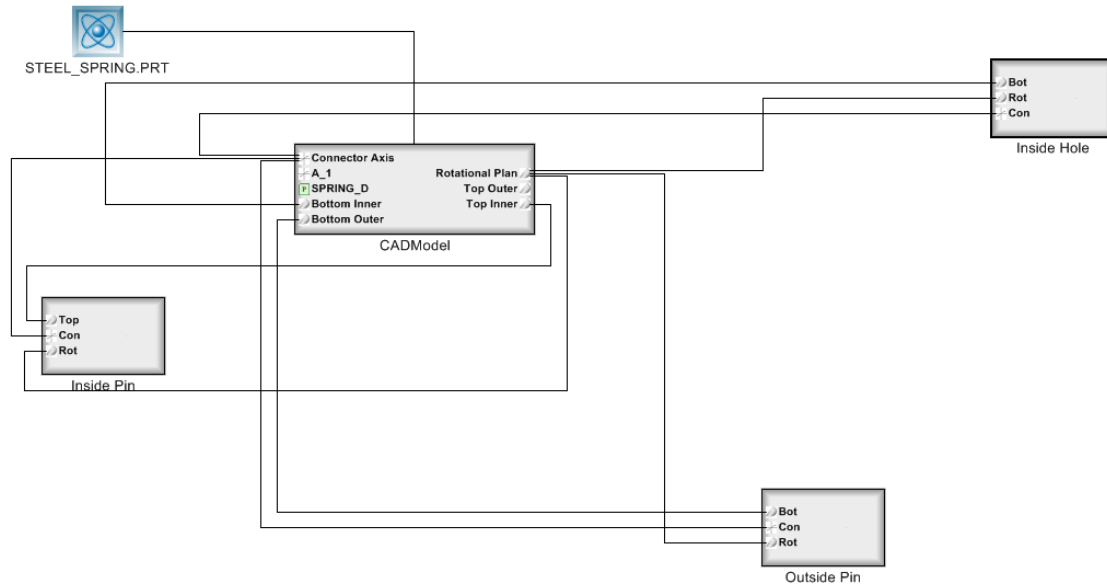 STEEL_SPRING.PRT
Bot
Rot
Con
Inside Hole
Connector Axis
A_1
Rotational Plan
P SPRING_D
Top Outer
Bottom Inner
Top Inner
Bottom Outer
CADModel
Top
Con
Rot
Inside Pin
Bot
Con
Rot
Outside Pin